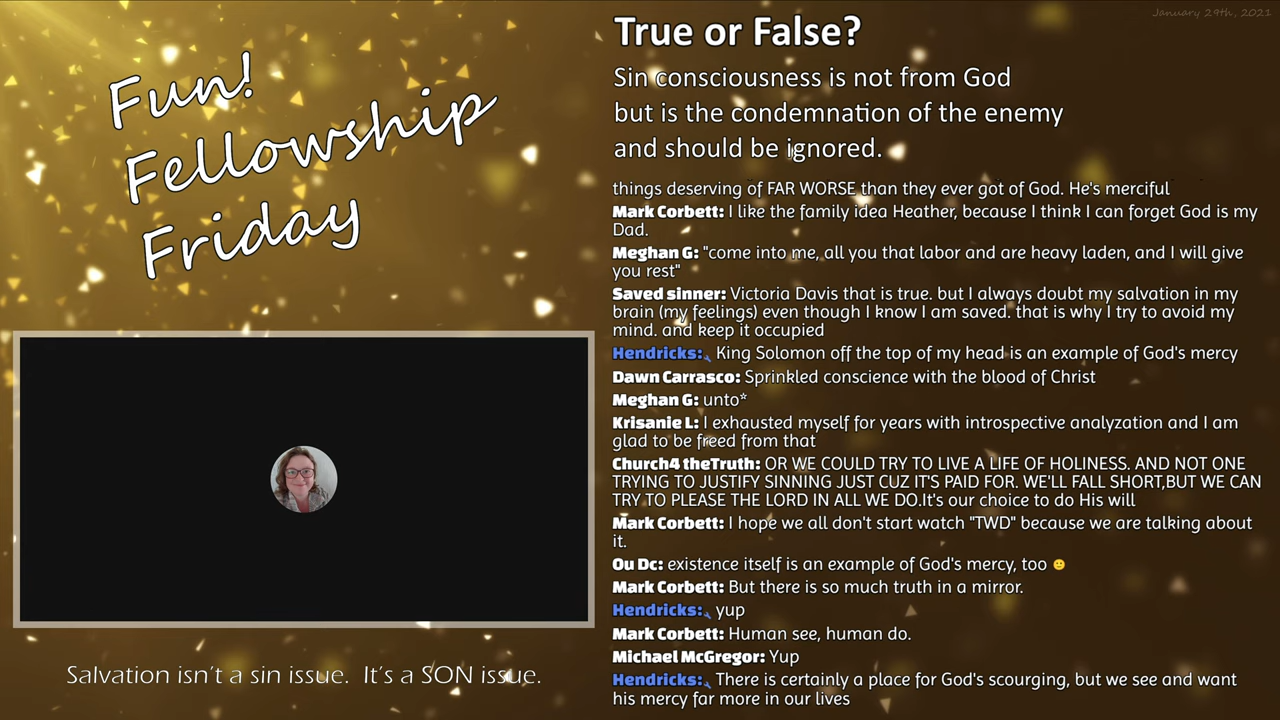 Fun!
Fellowship
Friday
Salvation isn't a sin issue.  It's a SON issue.
January 29th, 2021
True or False?
Sin consciousness is not from God
but is the condemnation of the enemy
and should be ignored.
things deserving of FAR WORSE than they ever got of God. He's merciful
Mark Corbett: I like the family idea Heather, because I think I can forget God is my
Dad.
Meghan G: "come into me, all you that labor and are heavy laden, and I will give
you rest"
Saved sinner: Victoria Davis that is true. but I always doubt my salvation in my
brain (my feelings) even though I know I am saved. that is why I try to avoid my
mind. and keep it occupied
Hendricks: King Solomon off the top of my head is an example of God's mercy
Dawn Carrasco: Sprinkled conscience with the blood of Christ
Meghan G: unto*
Krisanie L: I exhausted myself for years with introspective analyzation and I am
glad to be freed from that
Church4 theTruth: OR WE COULD TRY TO LIVE A LIFE OF HOLINESS. AND NOT ONE
TRYING TO JUSTIFY SINNING JUST CUZ IT'S PAID FOR. WE'LL FALL SHORT,BUT WE CAN
TRY TO PLEASE THE LORD IN ALL WE DO.It's our choice to do His will
Mark Corbett: I hope we all don't start watch "TWD" because we are talking about
it.
Ou Dc: existence itself is an example of God's mercy, too 🙂
Mark Corbett: But there is so much truth in a mirror.
Hendricks: yup
Mark Corbett: Human see, human do.
Michael McGregor: Yup
Hendricks: There is certainly a place for God's scourging, but we see and want
his mercy far more in our lives